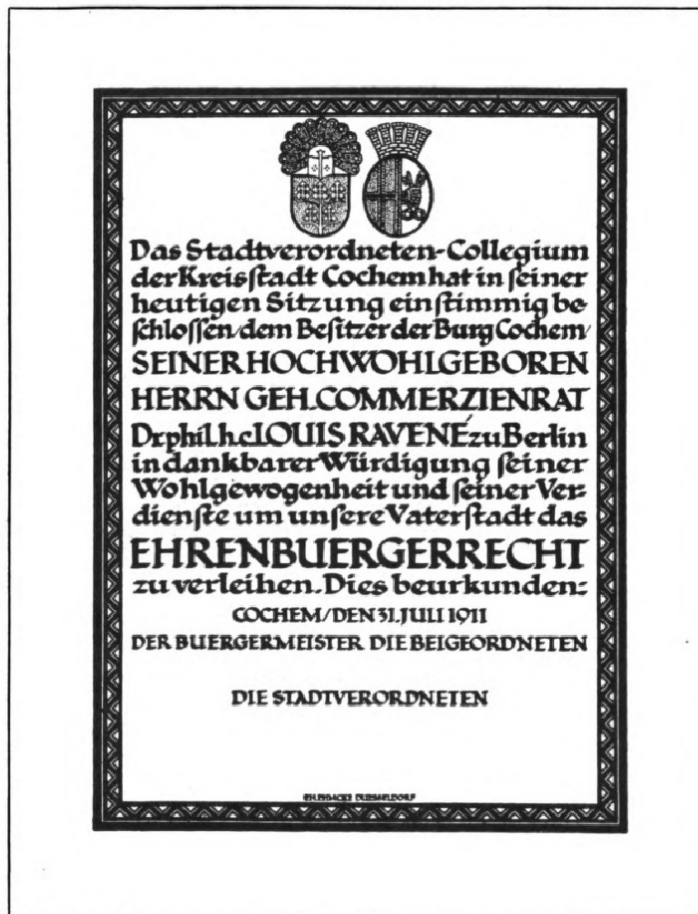 Das Stadtverordneten-Collegium
der Kreisſtadt Cochem hat in ſeiner
heutigen Sitzung einſtimmig be-
ſchloſſen/dem Beſitzer der Burg Cochem/
SEINER HOCHWOHLGEBOREN
HERRN GEH. COMMERZIENRAT
Dr. phil. h.c. LOUIS RAVENÉ zu Berlin
in dankbarer Würdigung ſeiner
Wohlgewogenheit und ſeiner Ver-
dienſte um unſere Vaterſtadt das
EHRENBUERGERRECHT
zu verleihen. Dies beurkunden:
COCHEM/DEN 31. JULI 1911
DER BUERGERMEISTER DIE BEIGEORDNETEN
DIE STADTVERORDNETEN
DUESSELDORF